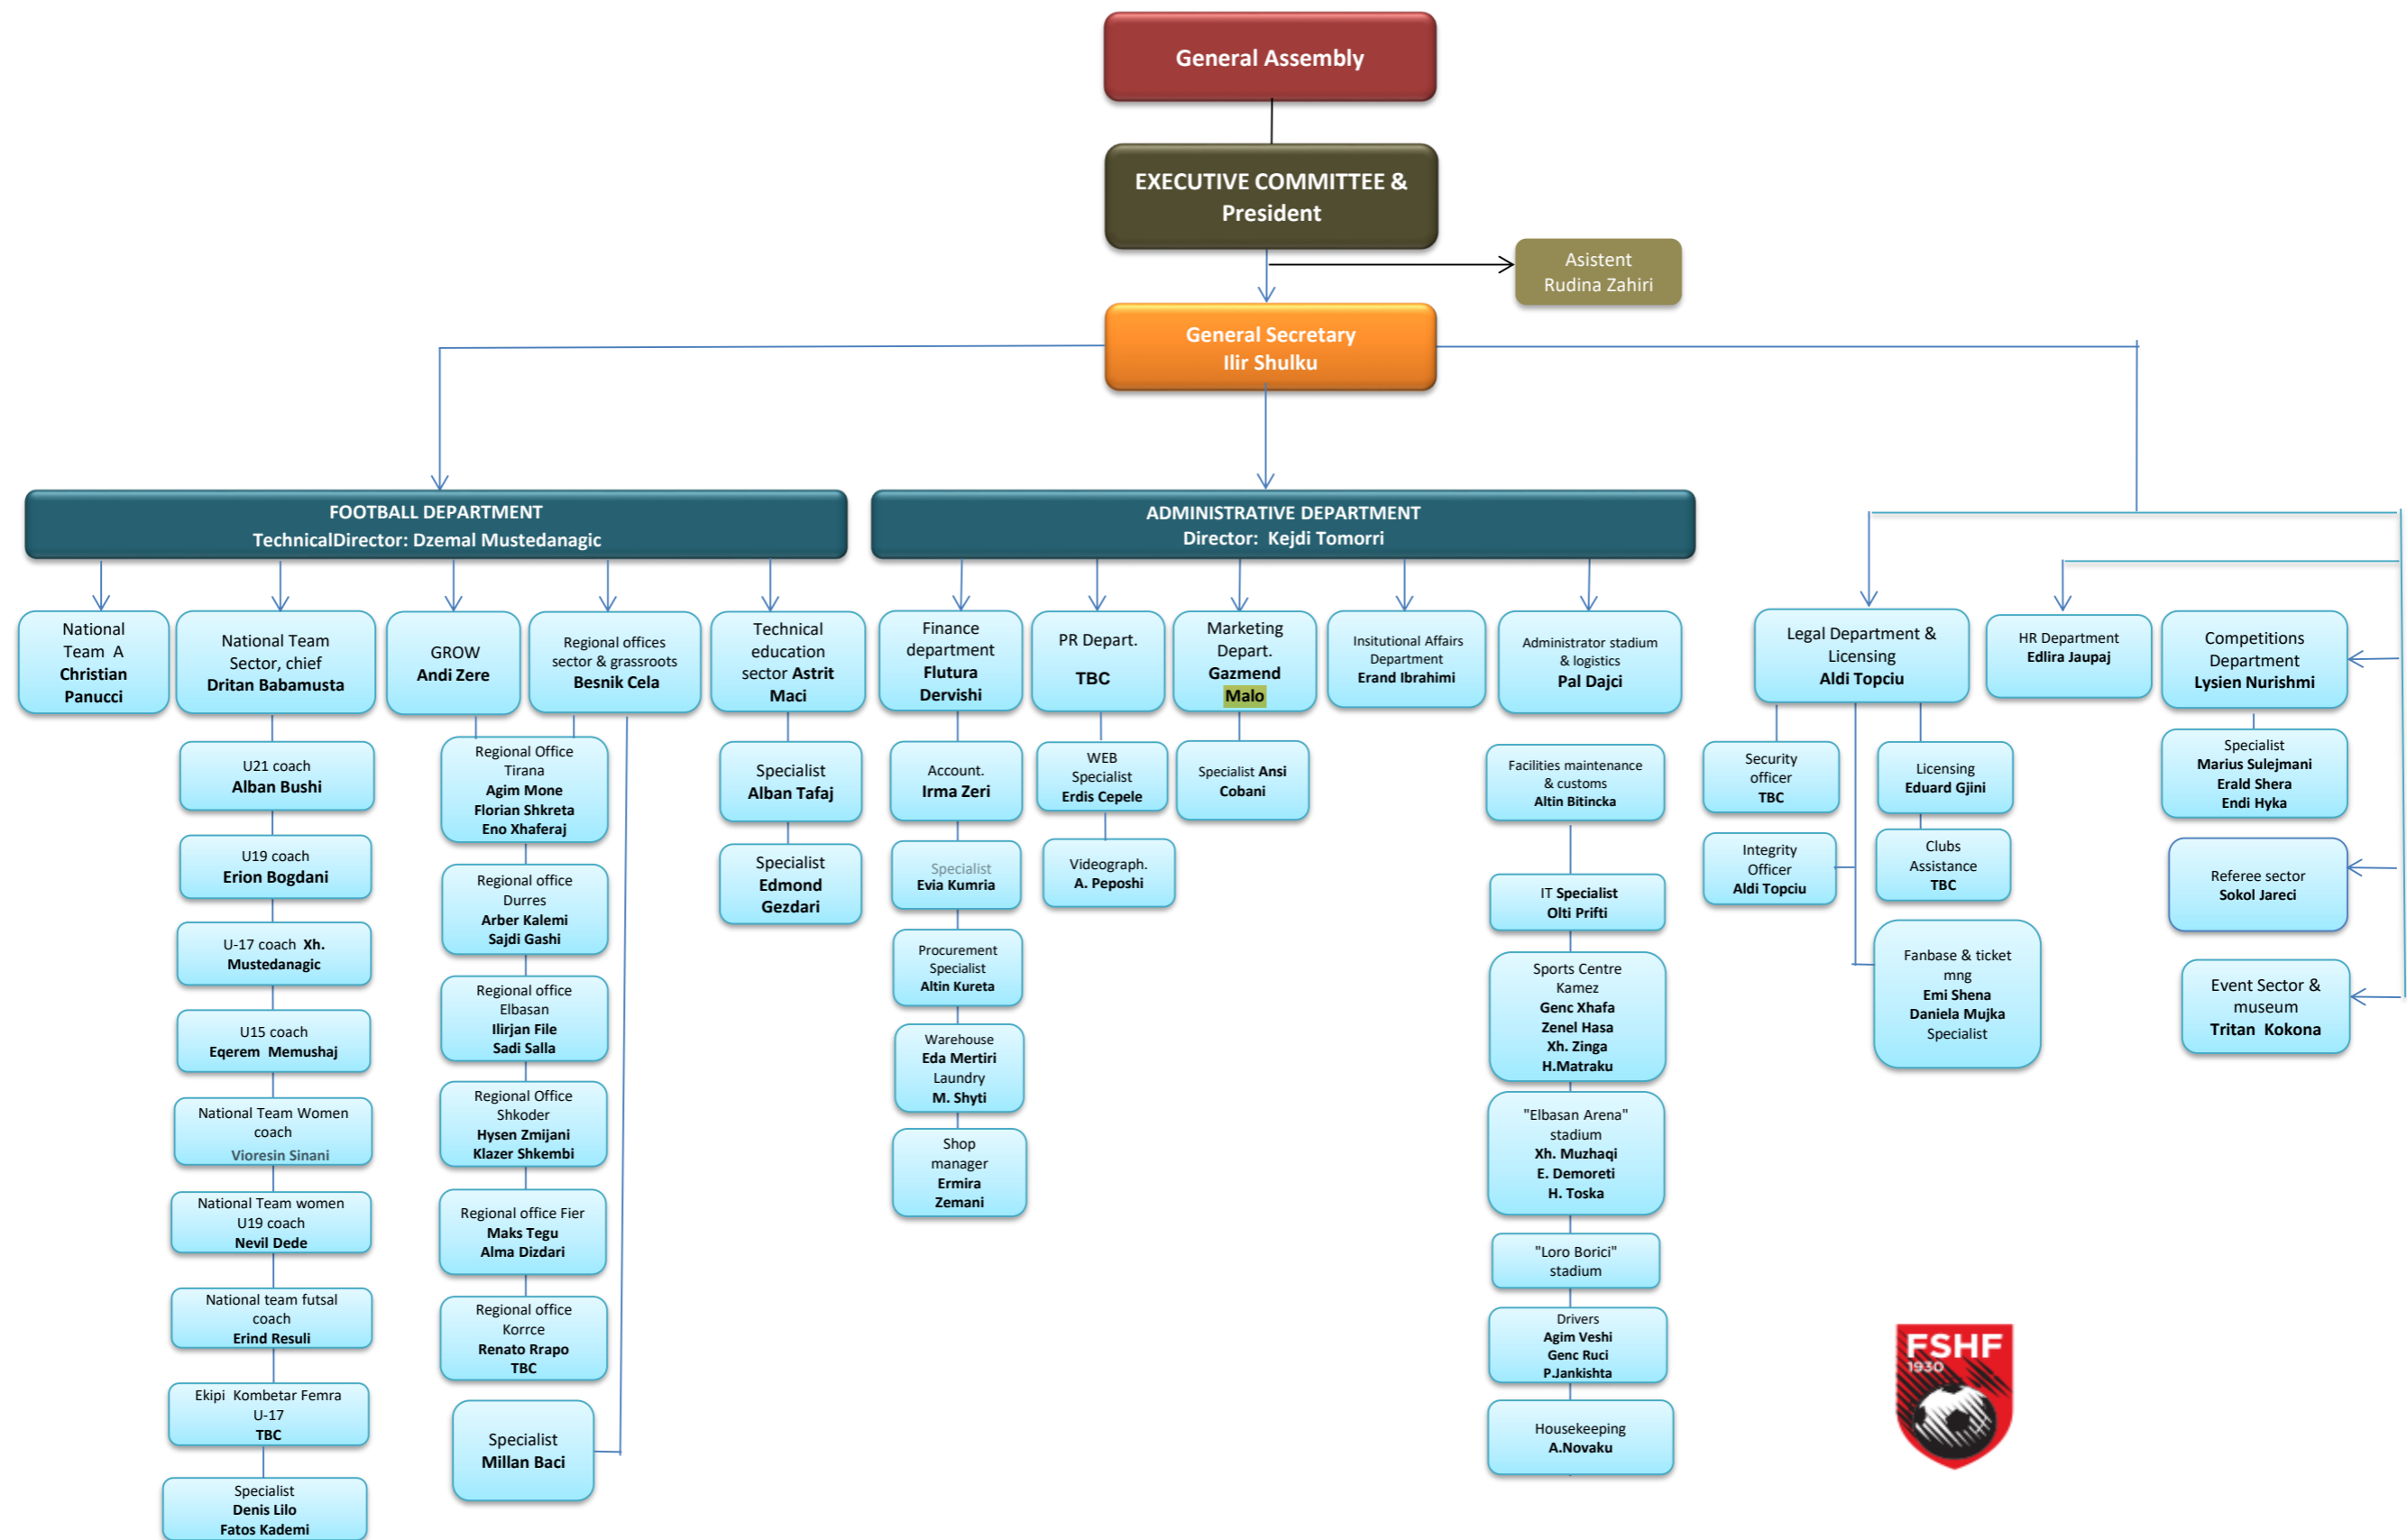 General Assembly
EXECUTIVE COMMITTEE &
President
Asistent
Rudina Zahiri
General Secretary
Ilir Shulku
FOOTBALL DEPARTMENT
TechnicalDirector: Dzemal Mustedanagic
ADMINISTRATIVE DEPARTMENT
Director: Kejdi Tomorri
National
Team A
Christian
Panucci
National Team
Sector, chief
Dritan Babamusta
GROW
Andi Zere
Regional offices
sector & grassroots
Besnik Cela
Technical
education
sector Astrit
Maci
Finance
department
Flutura
Dervishi
PR Depart.
TBC
Marketing
Depart.
Gazmend
Malo
Insitutional Affairs
Department
Erand Ibrahimi
Administrator stadium
& logistics
Pal Dajci
Legal Department &
Licensing
Aldi Topciu
HR Department
Edlira Jaupaj
Competitions
Department
Lysien Nurishmi
U21 coach
Alban Bushi
U19 coach
Erion Bogdani
U-17 coach Xh.
Mustedanagic
U15 coach
Eqerem Memushaj
National Team Women
coach
Vioresin Sinani
National Team women
U19 coach
Nevil Dede
National team futsal
coach
Erind Resuli
Ekipi Kombetar Femra
U-17
TBC
Specialist
Denis Lilo
Fatos Kademi
Regional Office
Tirana
Agim Mone
Florian Shkreta
Eno Xhaferaj
Regional office
Durres
Arber Kalemi
Sajdi Gashi
Regional office
Elbasan
Ilirjan File
Sadi Salla
Regional Office
Shkoder
Hysen Zmijani
Klazer Shkembi
Regional office Fier
Maks Tegu
Alma Dizdari
Regional office
Korrce
Renato Rrapo
TBC
Specialist
Millan Baci
Specialist
Alban Tafaj
Specialist
Edmond
Gezdari
Account.
Irma Zeri
Specialist
Evia Kumria
Procurement
Specialist
Altin Kureta
Warehouse
Eda Mertiri
Laundry
M. Shyti
Shop
manager
Ermira
Zemani
WEB
Specialist
Erdis Cepele
Videograph.
A. Peposhi
Specialist Ansi
Cobani
Facilities maintenance
& customs
Altin Bitincka
IT Specialist
Olti Prifti
Sports Centre
Kamez
Genc Xhafa
Zenel Hasa
Xh. Zinga
H.Matraku
"Elbasan Arena"
stadium
Xh. Muzhaqi
E. Demoreti
H. Toska
"Loro Borici"
stadium
Drivers
Agim Veshi
Genc Ruci
P.Jankishta
Housekeeping
A.Novaku
Security
officer
TBC
Integrity
Officer
Aldi Topciu
Licensing
Eduard Gjini
Clubs
Assistance
TBC
Fanbase & ticket
mng
Emi Shena
Daniela Mujka
Specialist
Specialist
Marius Sulejmani
Erald Shera
Endi Hyka
Referee sector
Sokol Jareci
Event Sector &
museum
Tritan Kokona
FSHF
1930